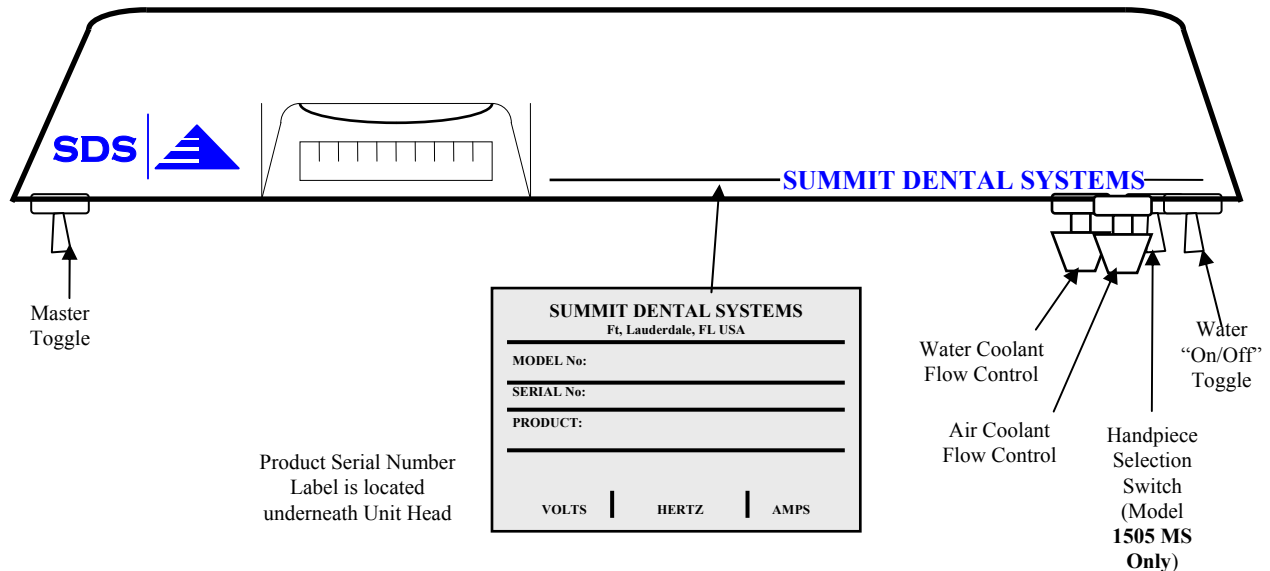 SDS
SUMMIT DENTAL SYSTEMS
Master
Toggle
SUMMIT DENTAL SYSTEMS
Ft, Lauderdale, FL USA
MODEL No:
SERIAL No:
PRODUCT:
VOLTS HERTZ AMPS
Product Serial Number
Label is located
underneath Unit Head
Water Coolant
Flow Control
Air Coolant
Flow Control
Handpiece
Selection
Switch
(Model
1505 MS
Only)
Water
“On/Off”
Toggle